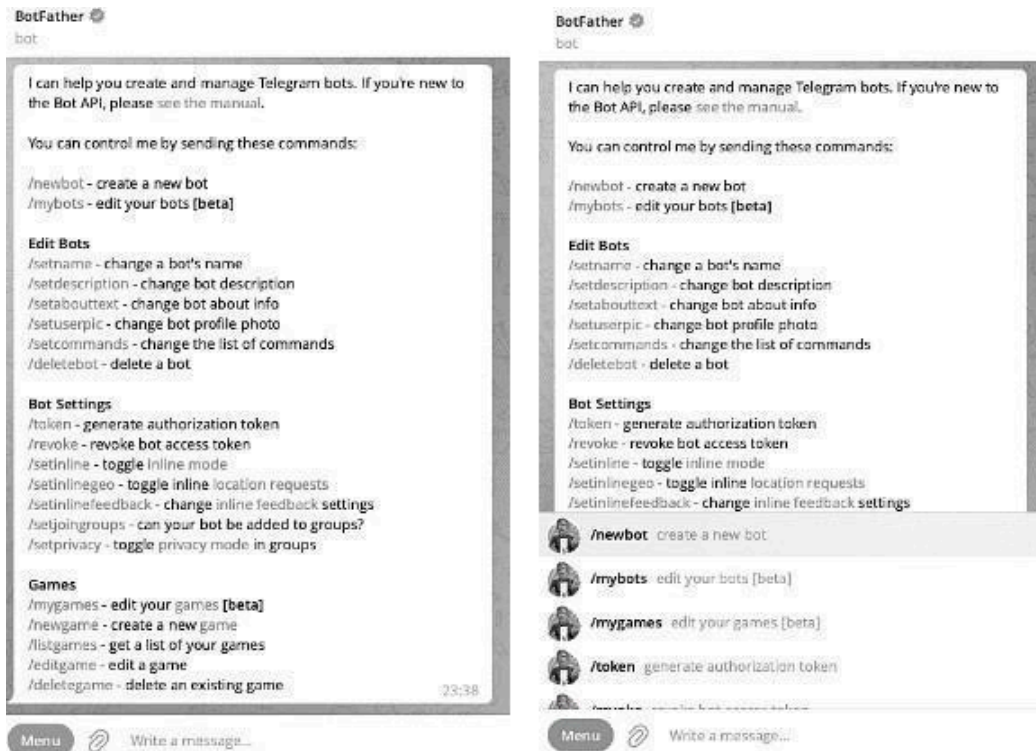 BotFather
bot
I can help you create and manage Telegram bots. If you're new to
the Bot API, please see the manual.
You can control me by sending these commands:
/newbot - create a new bot
/mybots - edit your bots [beta]
Edit Bots
/setname - change a bot's name
/setdescription - change bot description
/setabouttext - change bot about info
/setuserpic - change bot profile photo
/setcommands - change the list of commands
/deletebot - delete a bot
Bot Settings
/token - generate authorization token
/revoke - revoke bot access token
/setinline - toggle inline mode
/setinlinegeo - toggle inline location requests
/setinlinefeedback - change inline feedback settings
/setjoingroups - can your bot be added to groups?
/setprivacy - toggle privacy mode in groups
Games
/mygames - edit your games [beta]
/newgame - create a new game
/listgames - get a list of your games
/editgame - edit a game
/deletegame - delete an existing game
23:38
Menu
Write a message...
BotFather
bot
I can help you create and manage Telegram bots. If you're new to
the Bot API, please see the manual.
You can control me by sending these commands:
/newbot - create a new bot
/mybots - edit your bots [beta]
Edit Bots
/setname - change a bot's name
/setdescription - change bot description
/setabouttext - change bot about info
/setuserpic - change bot profile photo
/setcommands - change the list of commands
/deletebot - delete a bot
Bot Settings
/token - generate authorization token
/revoke - revoke bot access token
/setinline - toggle inline mode
/setinlinegeo - toggle inline location requests
/setinlinefeedback - change inline feedback settings
/newbot create a new bot
/mybots edit your bots [beta]
/mygames edit your games [beta]
/token generate authorization token
Menu
Write a message...